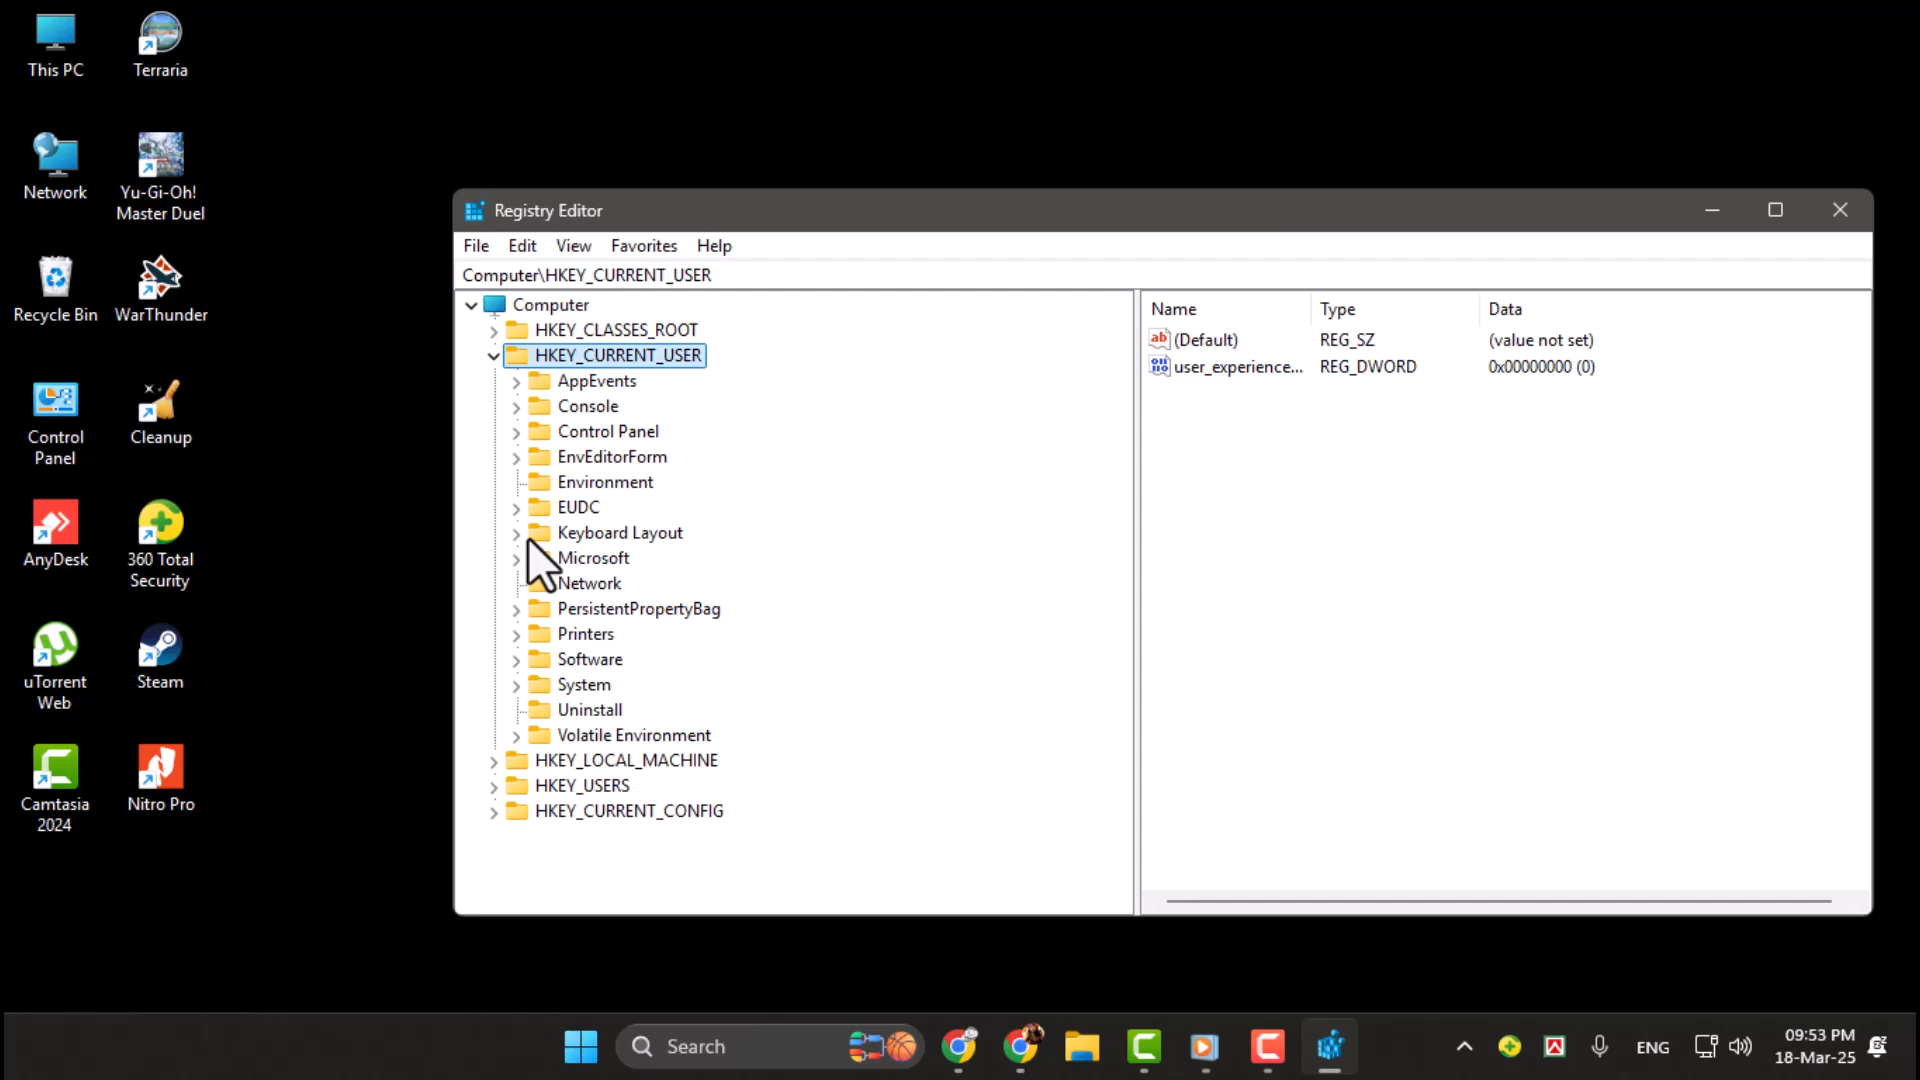 This PC
Terraria
Network
Yu-Gi-Oh!
Master Duel
Recycle Bin
WarThunder
Control
Panel
Cleanup
AnyDesk
360 Total
Security
uTorrent
Web
Steam
Camtasia
2024
Nitro Pro
Registry Editor
File Edit View Favorites Help
Computer\HKEY_CURRENT_USER
Computer
HKEY_CLASSES_ROOT
HKEY_CURRENT_USER
AppEvents
Console
Control Panel
EnvEditorForm
Environment
EUDC
Keyboard Layout
Microsoft
Network
PersistentPropertyBag
Printers
Software
System
Uninstall
Volatile Environment
HKEY_LOCAL_MACHINE
HKEY_USERS
HKEY_CURRENT_CONFIG
Name Type Data
(Default) REG_SZ (value not set)
user_experience... REG_DWORD 0x00000000 (0)
Search
ENG
09:53 PM
18-Mar-25